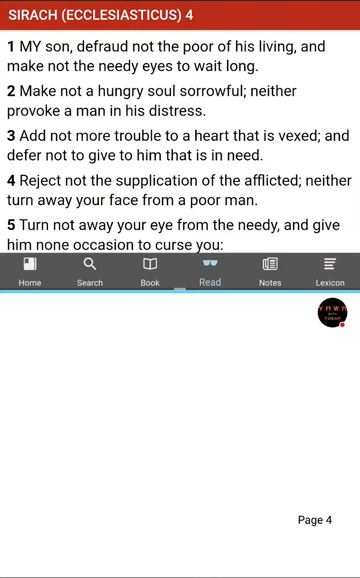 SIRACH (ECCLESIASTICUS) 4
1 MY son, defraud not the poor of his living, and
make not the needy eyes to wait long.
2 Make not a hungry soul sorrowful; neither
provoke a man in his distress.
3 Add not more trouble to a heart that is vexed; and
defer not to give to him that is in need.
4 Reject not the supplication of the afflicted; neither
turn away your face from a poor man.
5 Turn not away your eye from the needy, and give
him none occasion to curse you:
Home Search Book Read Notes Lexicon
Page 4